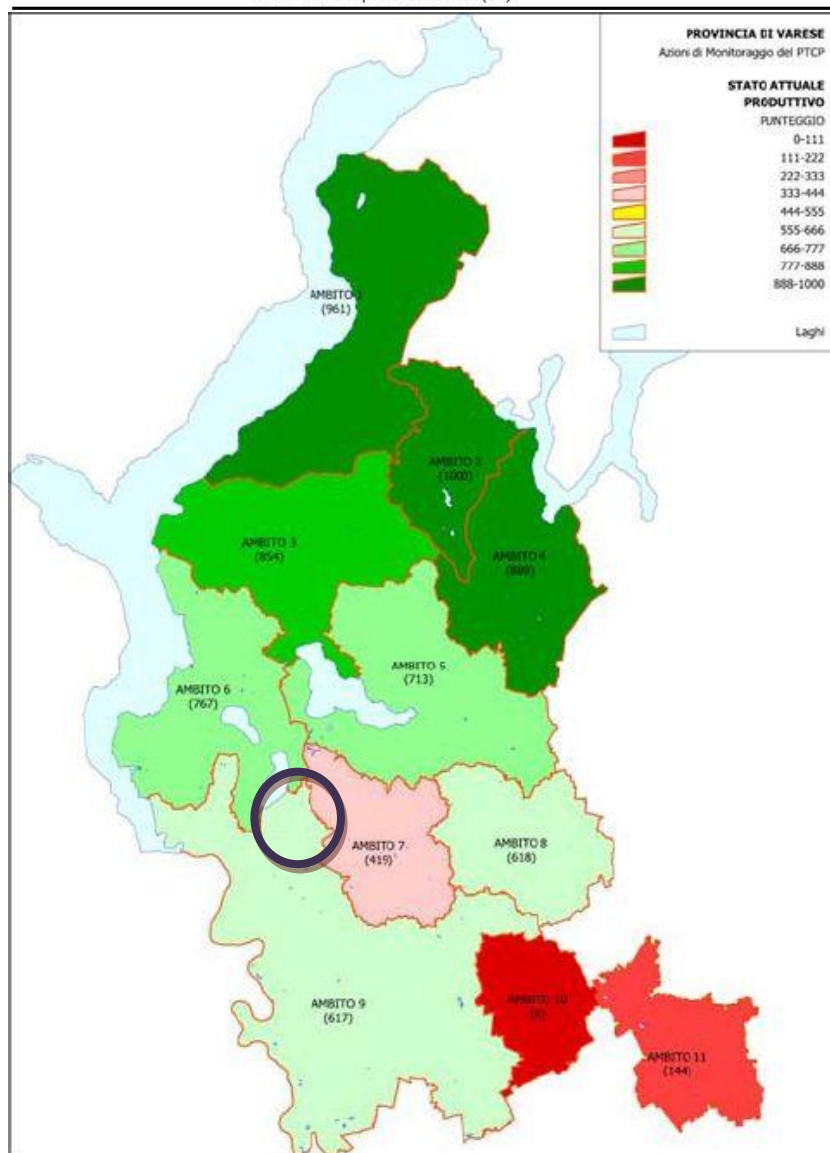 PROVINCIA DI VARESE
Azioni di Monitoraggio del PTCP
STATO ATTUALE
PRODUTTIVO
PUNTEGGIO
0-111
111-222
222-333
333-444
444-555
555-666
666-777
777-888
888-1000
Laghi
AMBITO
(961)
AMBITO 2
(1000)
AMBITO 3
(854)
AMBITO 4
(889)
AMBITO 5
(713)
AMBITO 6
(767)
AMBITO 7
(419)
AMBITO 8
(618)
AMBITO 9
(617)
AMBITO 10
AMBITO 11
(144)